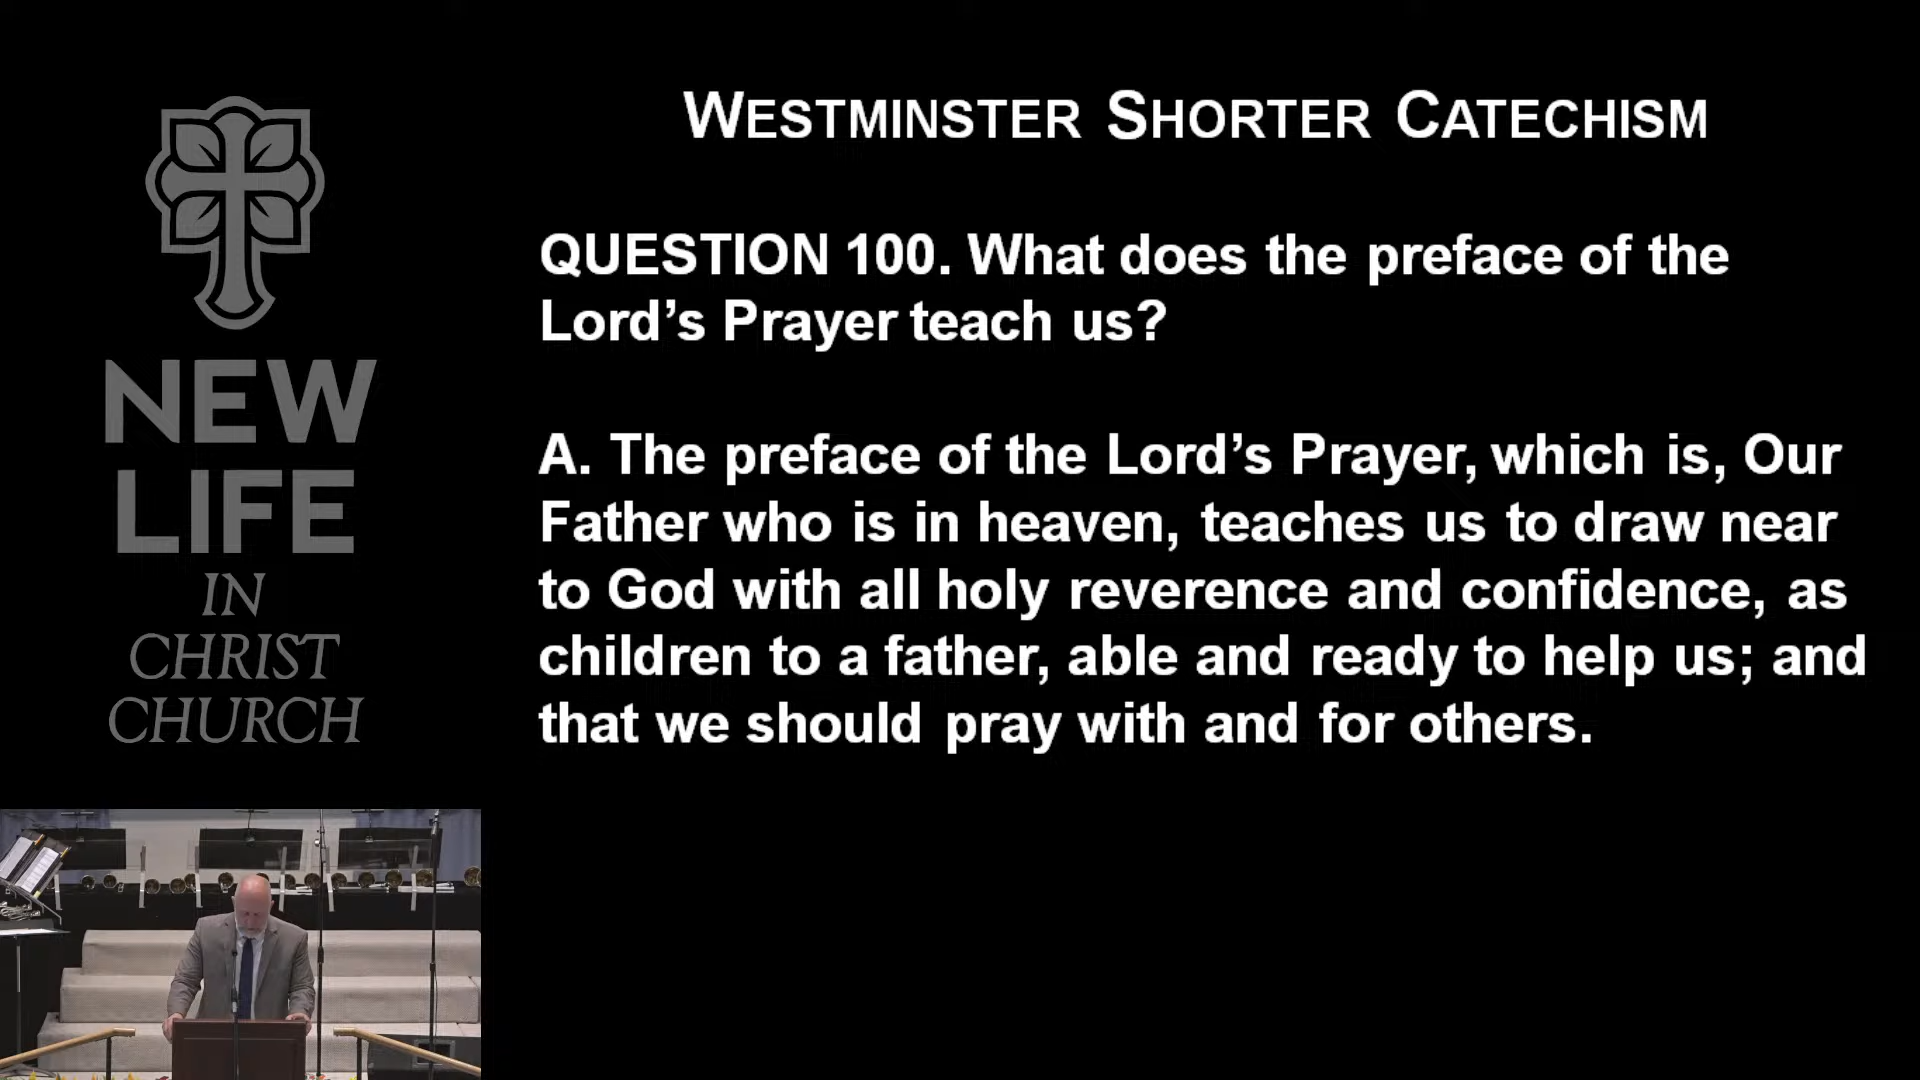 WESTMINSTER SHORTER CATECHISM
QUESTION 100. What does the preface of the
Lord’s Prayer teach us?
A. The preface of the Lord’s Prayer, which is, Our
Father who is in heaven, teaches us to draw near
to God with all holy reverence and confidence, as
children to a father, able and ready to help us; and
that we should pray with and for others.
NEW
LIFE
IN
CHRIST
CHURCH